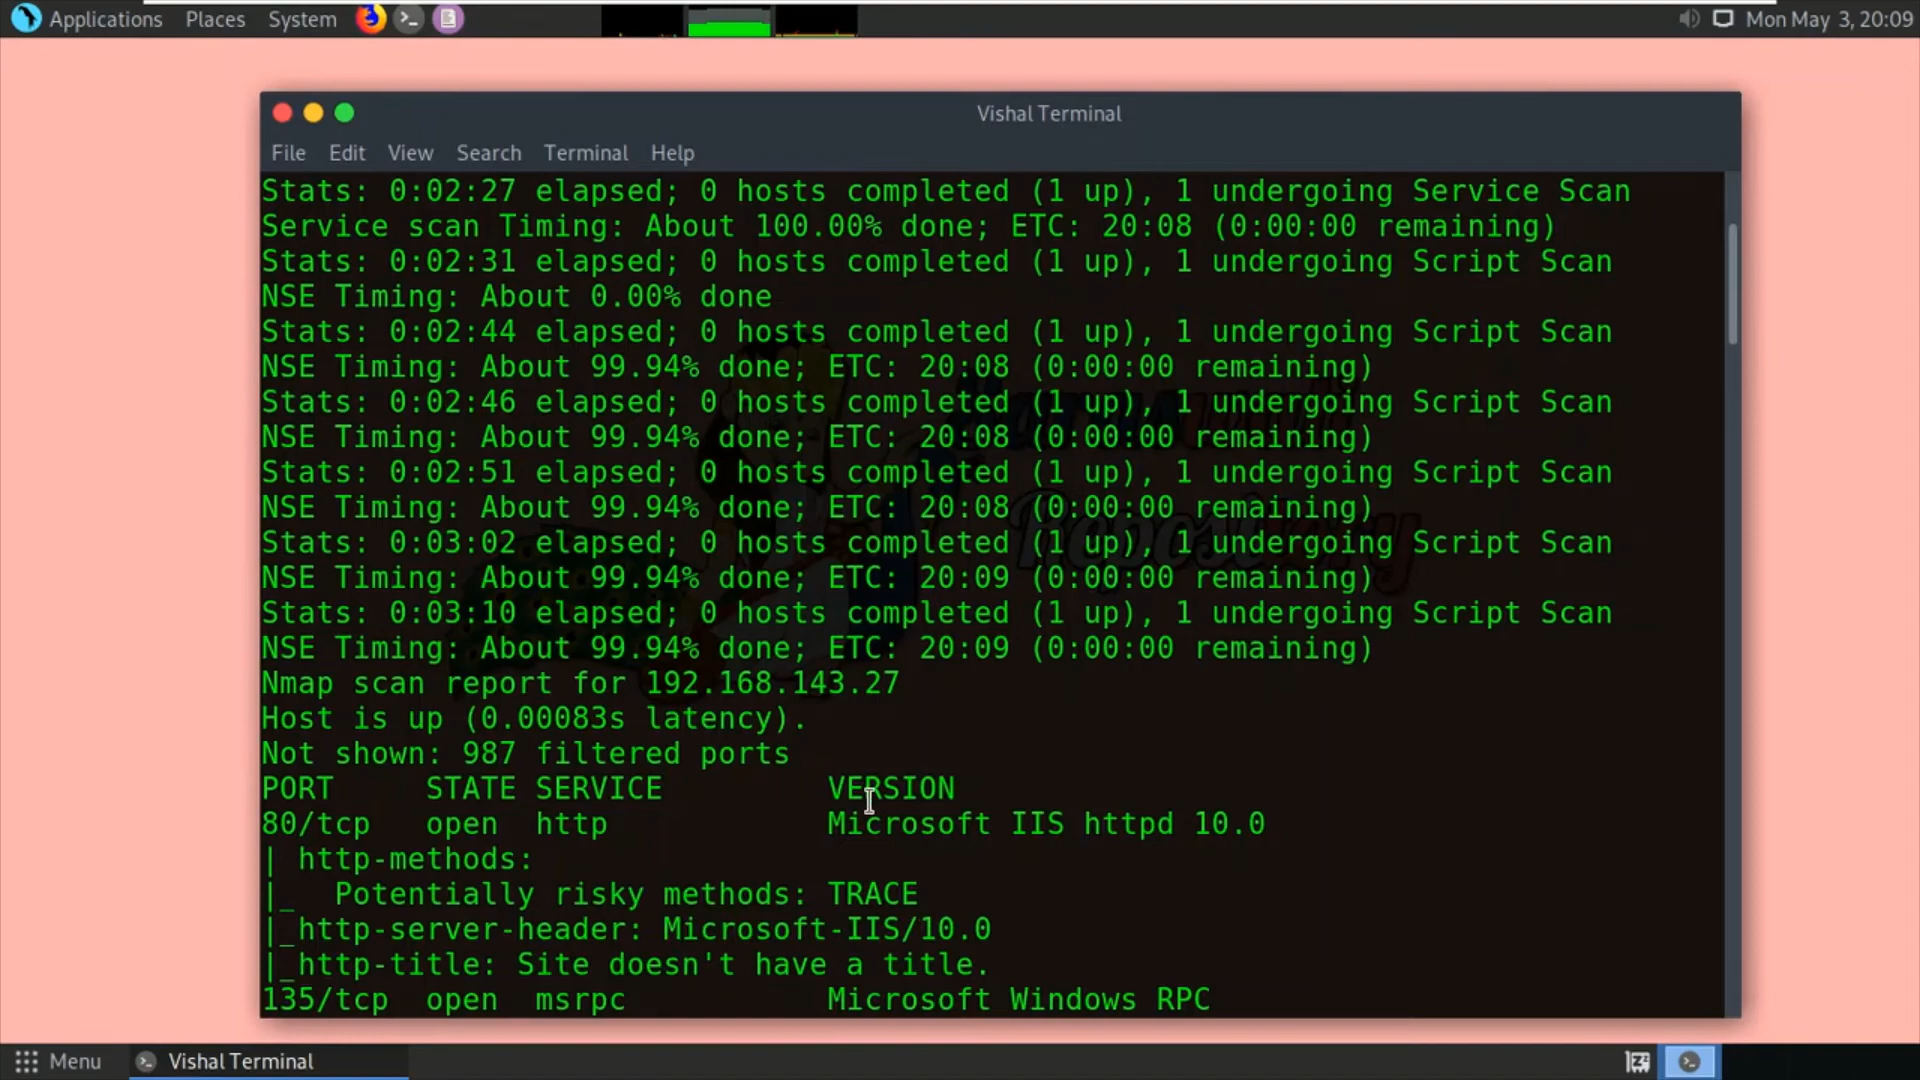 Applications Places System Mon May 3, 20:09
Vishal Terminal
File Edit View Search Terminal Help
Stats: 0:02:27 elapsed; 0 hosts completed (1 up), 1 undergoing Service Scan
Service scan Timing: About 100.00% done; ETC: 20:08 (0:00:00 remaining)
Stats: 0:02:31 elapsed; 0 hosts completed (1 up), 1 undergoing Script Scan
NSE Timing: About 0.00% done
Stats: 0:02:44 elapsed; 0 hosts completed (1 up), 1 undergoing Script Scan
NSE Timing: About 99.94% done; ETC: 20:08 (0:00:00 remaining)
Stats: 0:02:46 elapsed; 0 hosts completed (1 up), 1 undergoing Script Scan
NSE Timing: About 99.94% done; ETC: 20:08 (0:00:00 remaining)
Stats: 0:02:51 elapsed; 0 hosts completed (1 up), 1 undergoing Script Scan
NSE Timing: About 99.94% done; ETC: 20:08 (0:00:00 remaining)
Stats: 0:03:02 elapsed; 0 hosts completed (1 up), 1 undergoing Script Scan
NSE Timing: About 99.94% done; ETC: 20:09 (0:00:00 remaining)
Stats: 0:03:10 elapsed; 0 hosts completed (1 up), 1 undergoing Script Scan
NSE Timing: About 99.94% done; ETC: 20:09 (0:00:00 remaining)
Nmap scan report for 192.168.143.27
Host is up (0.00083s latency).
Not shown: 987 filtered ports
PORT STATE SERVICE VERSION
80/tcp open http Microsoft IIS httpd 10.0
| http-methods:
|_ Potentially risky methods: TRACE
|_http-server-header: Microsoft-IIS/10.0
|_http-title: Site doesn't have a title.
135/tcp open msrpc Microsoft Windows RPC
Menu Vishal Terminal